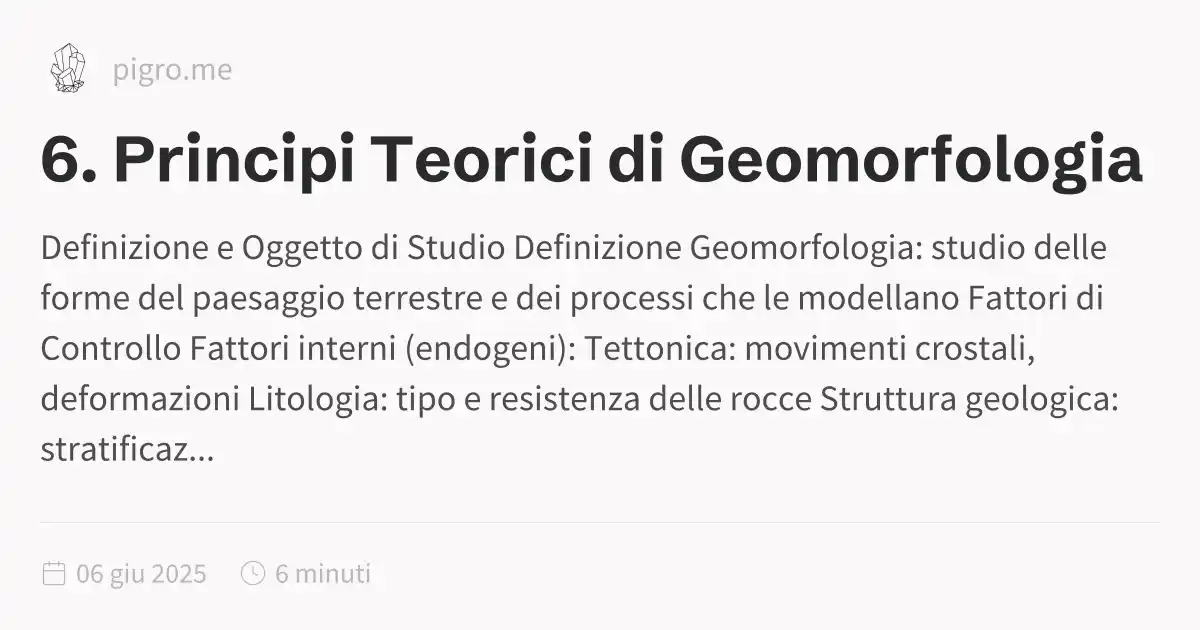 pigro.me
6. Principi Teorici di Geomorfologia
Definizione e Oggetto di Studio Definizione Geomorfologia: studio delle
forme del paesaggio terrestre e dei processi che le modellano Fattori di
Controllo Fattori interni (endogeni): Tettonica: movimenti crostali,
deformazioni Litologia: tipo e resistenza delle rocce Struttura geologica:
stratificaz...
06 giu 2025 6 minuti